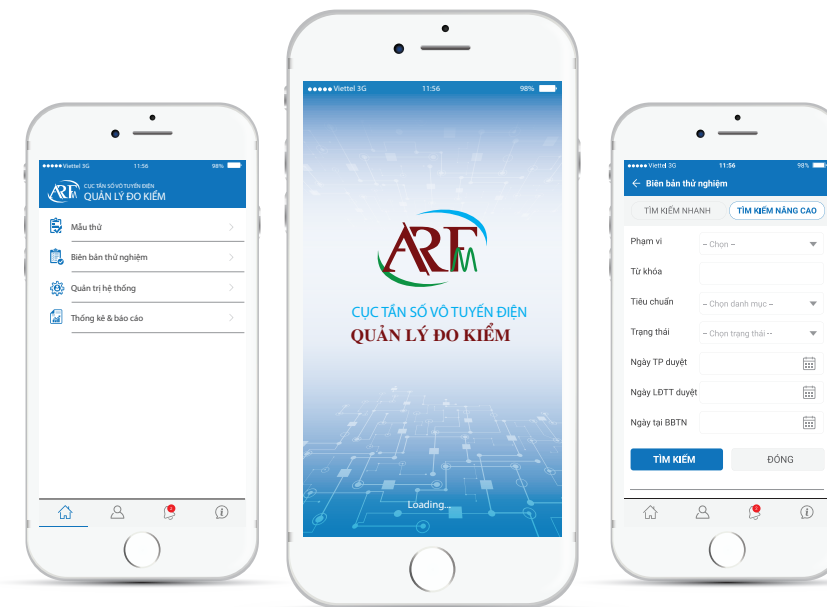 Viettel 3G 11:56 98%
ARFM
CỤC TẦN SỐ VÔ TUYẾN ĐIỆN
QUẢN LÝ ĐO KIỂM
Mẫu thử
Biên bản thử nghiệm
Quản trị hệ thống
Thống kê & báo cáo
Viettel 3G 11:56 98%
ARFM
CỤC TẦN SỐ VÔ TUYẾN ĐIỆN
QUẢN LÝ ĐO KIỂM
Loading...
Viettel 3G 11:56 98%
Biên bản thử nghiệm
TÌM KIẾM NHANH TÌM KIẾM NÂNG CAO
Phạm vi -- Chọn --
Từ khóa
Tiêu chuẩn -- Chọn danh mục --
Trạng thái -- Chọn trạng thái --
Ngày TP duyệt
Ngày LĐTT duyệt
Ngày tại BBTN
TÌM KIẾM ĐÓNG